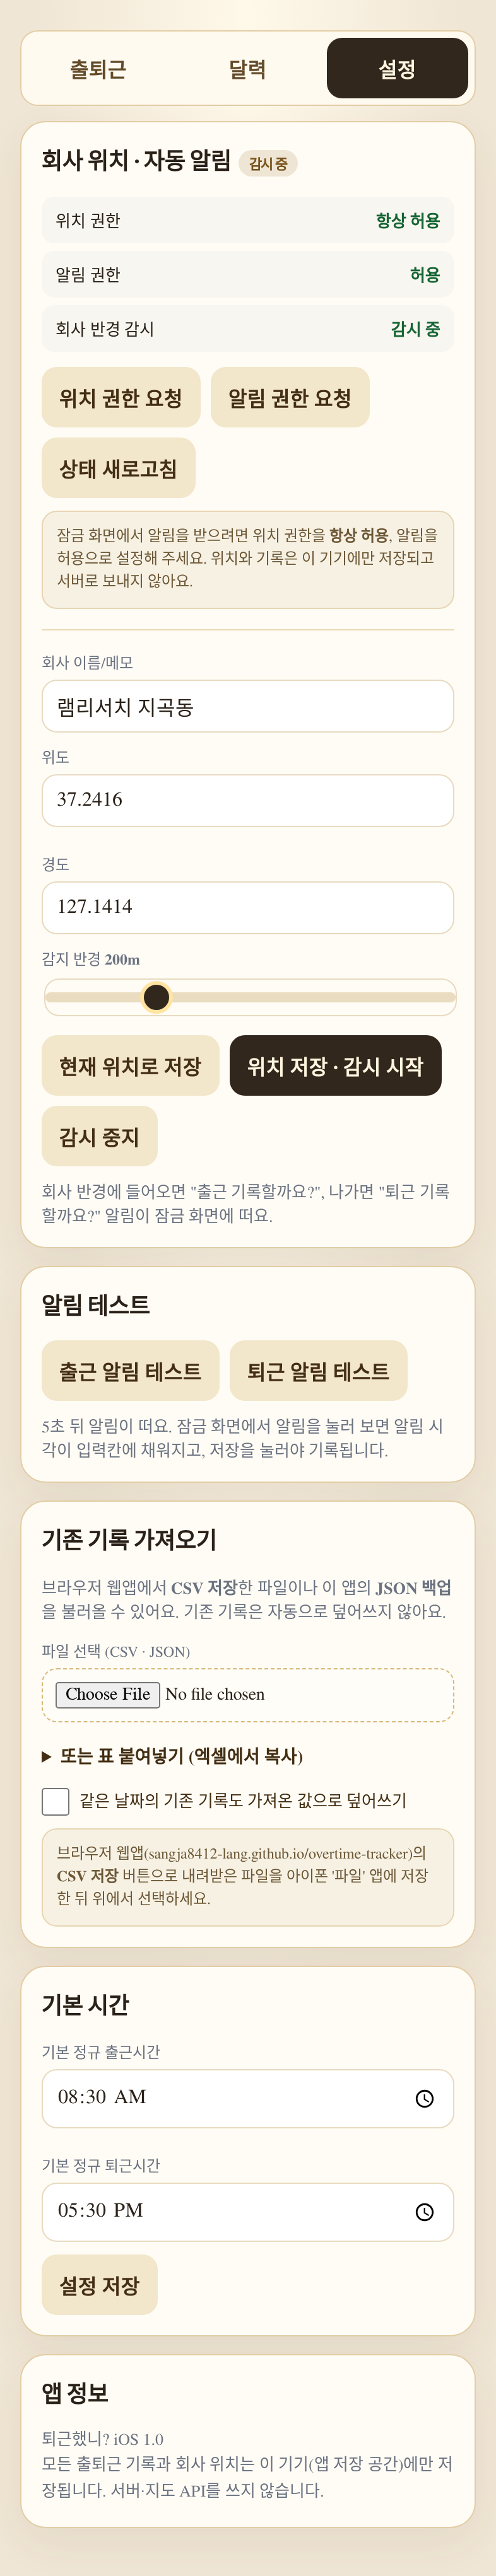 출퇴근
달력
설정
회사 위치 · 자동 알림 감시 중
위치 권한 항상 허용
알림 권한 허용
회사 반경 감시 감시 중
위치 권한 요청
알림 권한 요청
상태 새로고침
잠금 화면에서 알림을 받으려면 위치 권한을 항상 허용, 알림을
허용으로 설정해 주세요. 위치와 기록은 이 기기에만 저장되고
서버로 보내지 않아요.
회사 이름/메모
램리서치 지곡동
위도
37.2416
경도
127.1414
감지 반경 200m
현재 위치로 저장
위치 저장 · 감시 시작
감시 중지
회사 반경에 들어오면 "출근 기록할까요?", 나가면 "퇴근 기록
할까요?" 알림이 잠금 화면에 떠요.
알림 테스트
출근 알림 테스트
퇴근 알림 테스트
5초 뒤 알림이 떠요. 잠금 화면에서 알림을 눌러 보면 알림 시
각이 입력칸에 채워지고, 저장을 눌러야 기록됩니다.
기존 기록 가져오기
브라우저 웹앱에서 CSV 저장한 파일이나 이 앱의 JSON 백업
을 불러올 수 있어요. 기존 기록은 자동으로 덮어쓰지 않아요.
파일 선택 (CSV · JSON)
Choose File No file chosen
▶ 또는 표 붙여넣기 (엑셀에서 복사)
같은 날짜의 기존 기록도 가져온 값으로 덮어쓰기
브라우저 웹앱(sangja8412-lang.github.io/overtime-tracker)의
CSV 저장 버튼으로 내려받은 파일을 아이폰 '파일' 앱에 저장
한 뒤 위에서 선택하세요.
기본 시간
기본 정규 출근시간
08:30 AM
기본 정규 퇴근시간
05:30 PM
설정 저장
앱 정보
퇴근했니? iOS 1.0
모든 출퇴근 기록과 회사 위치는 이 기기(앱 저장 공간)에만 저
장됩니다. 서버·지도 API를 쓰지 않습니다.